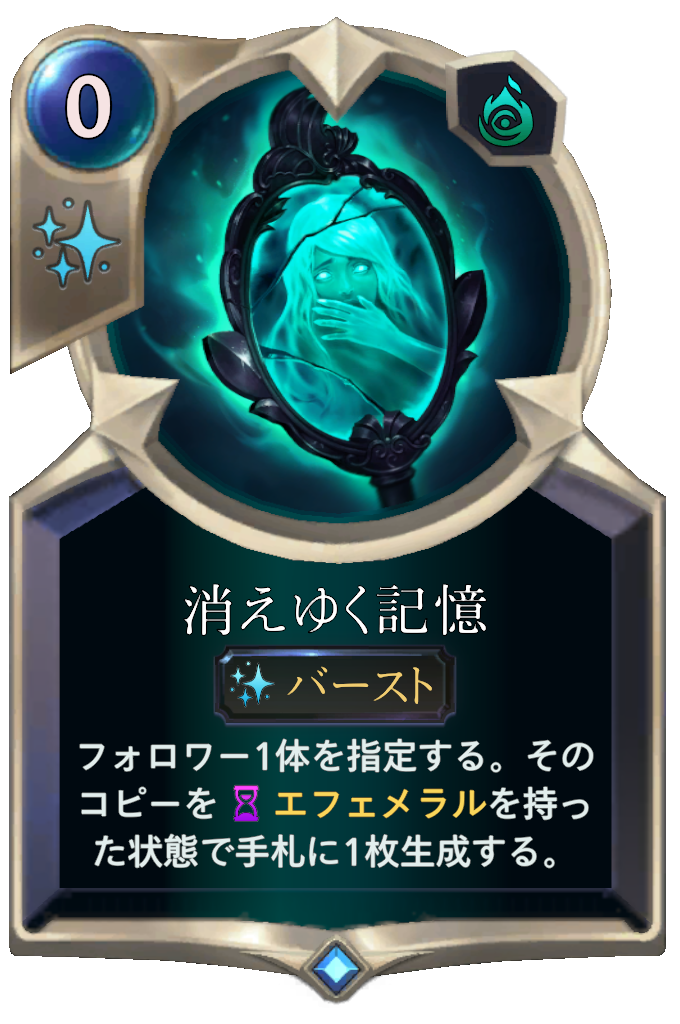 0
消えゆく記憶
バースト
フォロワー1体を指定する。その
コピーを エフェメラルを持っ
た状態で手札に1枚生成する。